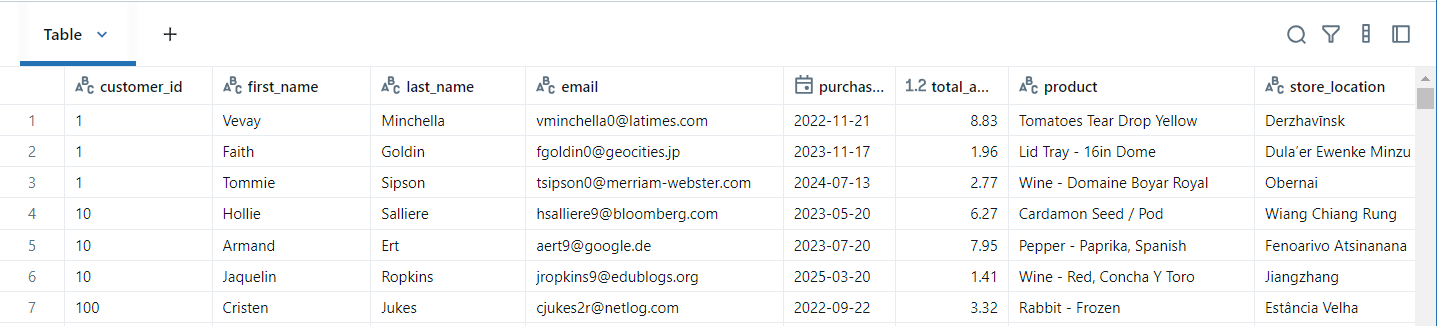 Table +
ABC customer_id ABC first_name ABC last_name ABC email purchas... 1.2 total_a... ABC product ABC store_location
1 1 Vevay Minchella vminchella0@latimes.com 2022-11-21 8.83 Tomatoes Tear Drop Yellow Derzhavīnsk
2 1 Faith Goldin fgoldin0@geocities.jp 2023-11-17 1.96 Lid Tray - 16in Dome Dula’er Ewenke Minzu
3 1 Tommie Sipson tsipson0@merriam-webster.com 2024-07-13 2.77 Wine - Domaine Boyar Royal Obernai
4 10 Hollie Salliere hsalliere9@bloomberg.com 2023-05-20 6.27 Cardamon Seed / Pod Wiang Chiang Rung
5 10 Armand Ert aert9@google.de 2023-07-20 7.95 Pepper - Paprika, Spanish Fenoarivo Atsinanana
6 10 Jaquelin Ropkins jropkins9@edublogs.org 2025-03-20 1.41 Wine - Red, Concha Y Toro Jiangzhang
7 100 Cristen Jukes cjukes2r@netlog.com 2022-09-22 3.32 Rabbit - Frozen Estância Velha